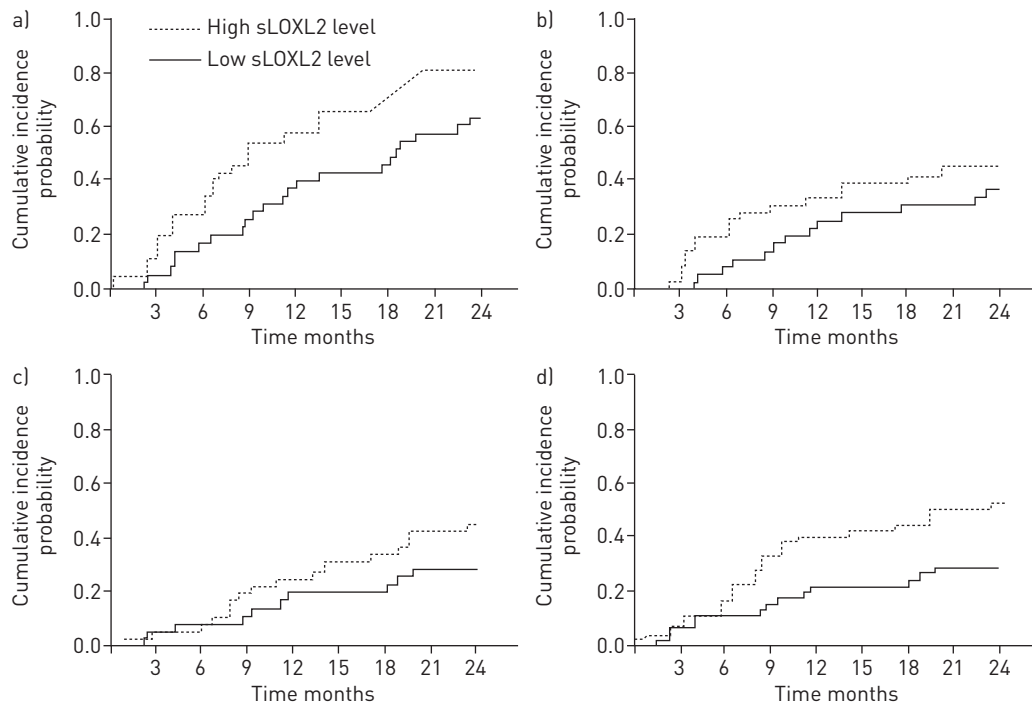 a)
High sLOXL2 level
Low sLOXL2 level
Cumulative incidence
probability
1.0
0.8
0.6
0.4
0.2
0.0
3 6 9 12 15 18 21 24
Time months
b)
Cumulative incidence
probability
1.0
0.8
0.6
0.4
0.2
0.0
3 6 9 12 15 18 21 24
Time months
c)
Cumulative incidence
probability
1.0
0.8
0.6
0.4
0.2
0.0
3 6 9 12 15 18 21 24
Time months
d)
Cumulative incidence
probability
1.0
0.8
0.6
0.4
0.2
0.0
3 6 9 12 15 18 21 24
Time months